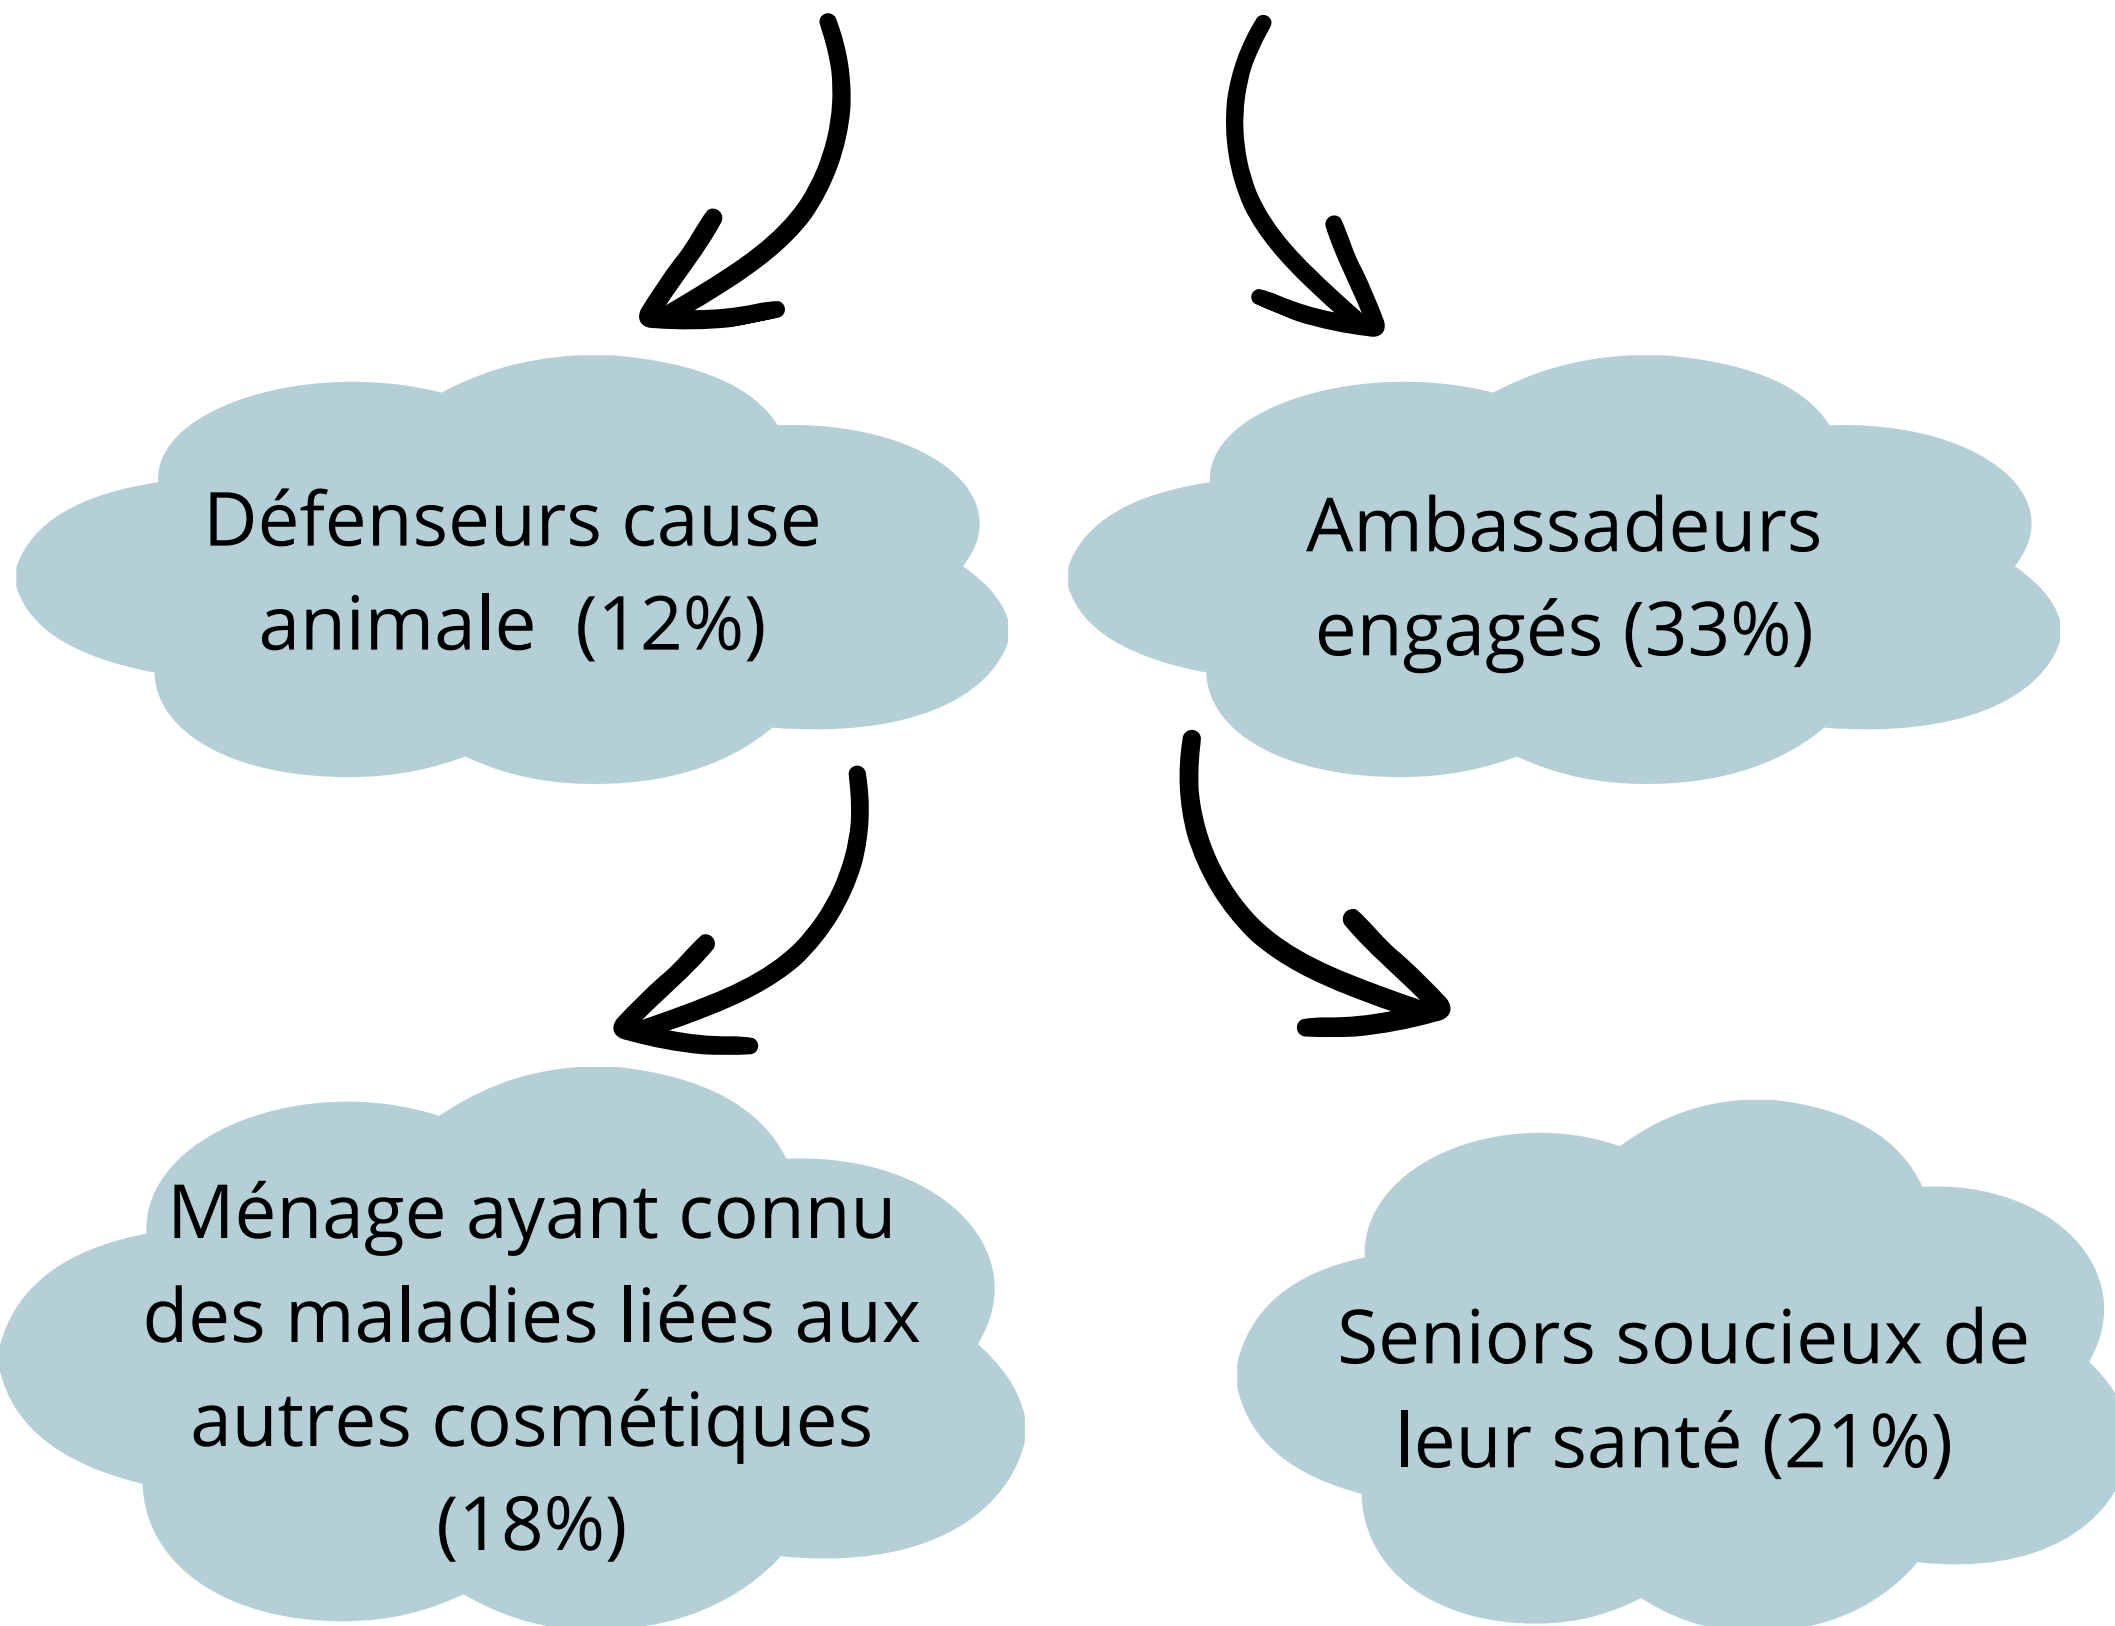 Défenseurs cause
animale (12%)
Ambassadeurs
engagés (33%)
Ménage ayant connu
des maladies liées aux
autres cosmétiques
(18%)
Seniors soucieux de
leur santé (21%)